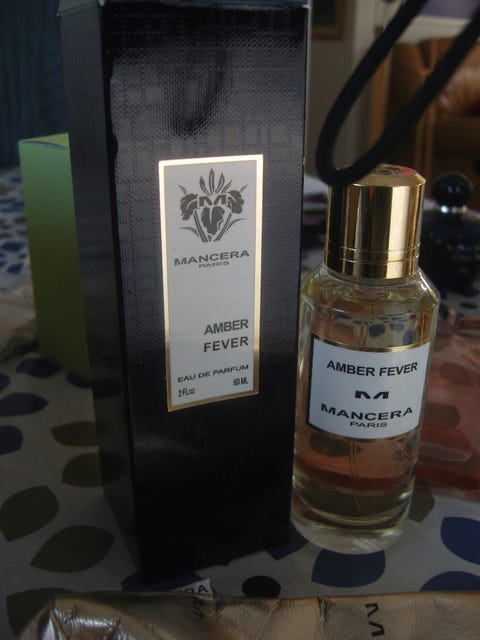 MANCERA
PARIS
AMBER
FEVER
EAU DE PARFUM
2 FL oz 60 ML
AMBER FEVER
M
MANCERA
PARIS